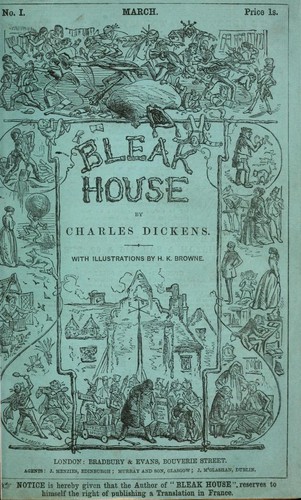 No. I. MARCH. Price 1s.
BLEAK
HOUSE
BY
CHARLES DICKENS.
WITH ILLUSTRATIONS BY H. K. BROWNE.
LONDON: BRADBURY & EVANS, BOUVERIE STREET.
AGENTS: J. MENZIES, EDINBURGH; MURRAY AND SON, GLASGOW; J. M'GLASHAN, DUBLIN.
NOTICE is hereby given that the Author of "BLEAK HOUSE", reserves to
himself the right of publishing a Translation in France.